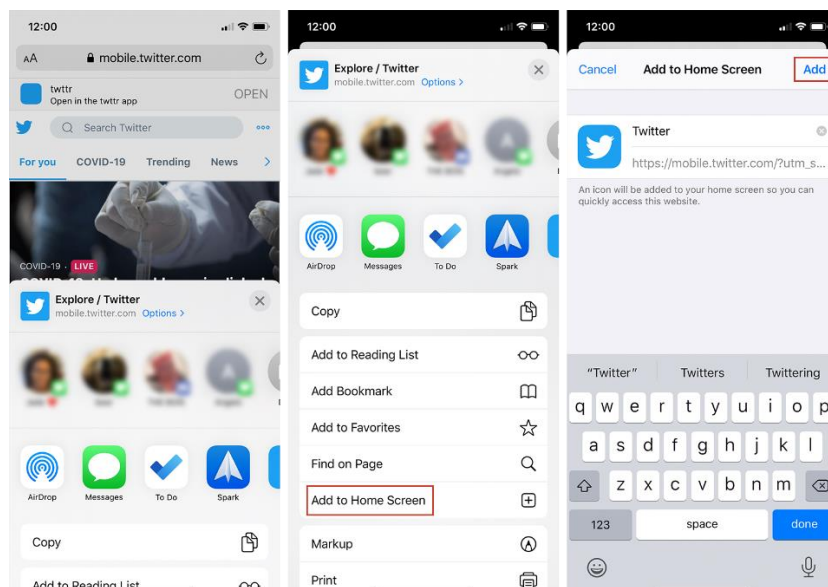 12:00
AA mobile.twitter.com
twttr
Open in the twttr app
OPEN
Search Twitter
For you COVID-19 Trending News
COVID-19 · LIVE
Explore / Twitter
mobile.twitter.com Options >
AirDrop Messages To Do Spark
Copy
Add to Reading List
12:00
Explore / Twitter
mobile.twitter.com Options >
AirDrop Messages To Do Spark
Copy
Add to Reading List
Add Bookmark
Add to Favorites
Find on Page
Add to Home Screen
Markup
Print
12:00
Cancel Add to Home Screen Add
Twitter
https://mobile.twitter.com/?utm_s...
An icon will be added to your home screen so you can
quickly access this website.
"Twitter" Twitters Twittering
q w e r t y u i o p
a s d f g h j k l
z x c v b n m
123 space done